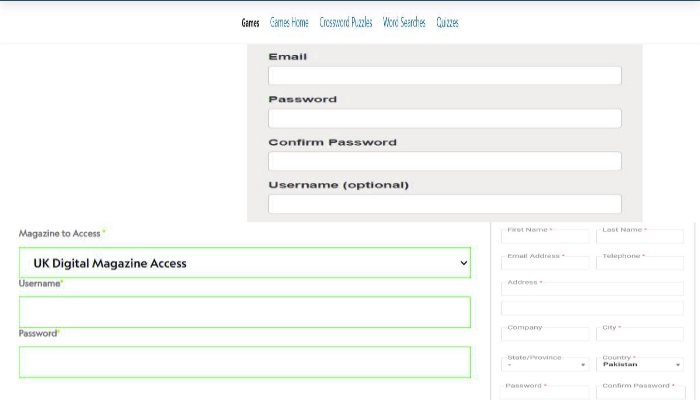 Games Games Home Crossword Puzzles Word Searches Quizzes
Email
Password
Confirm Password
Username (optional)
Magazine to Access *
UK Digital Magazine Access
Username*
Password*
First Name * Last Name *
Email Address * Telephone *
Address *
Company City *
State/Province Country *
- Pakistan
Password * Confirm Password *